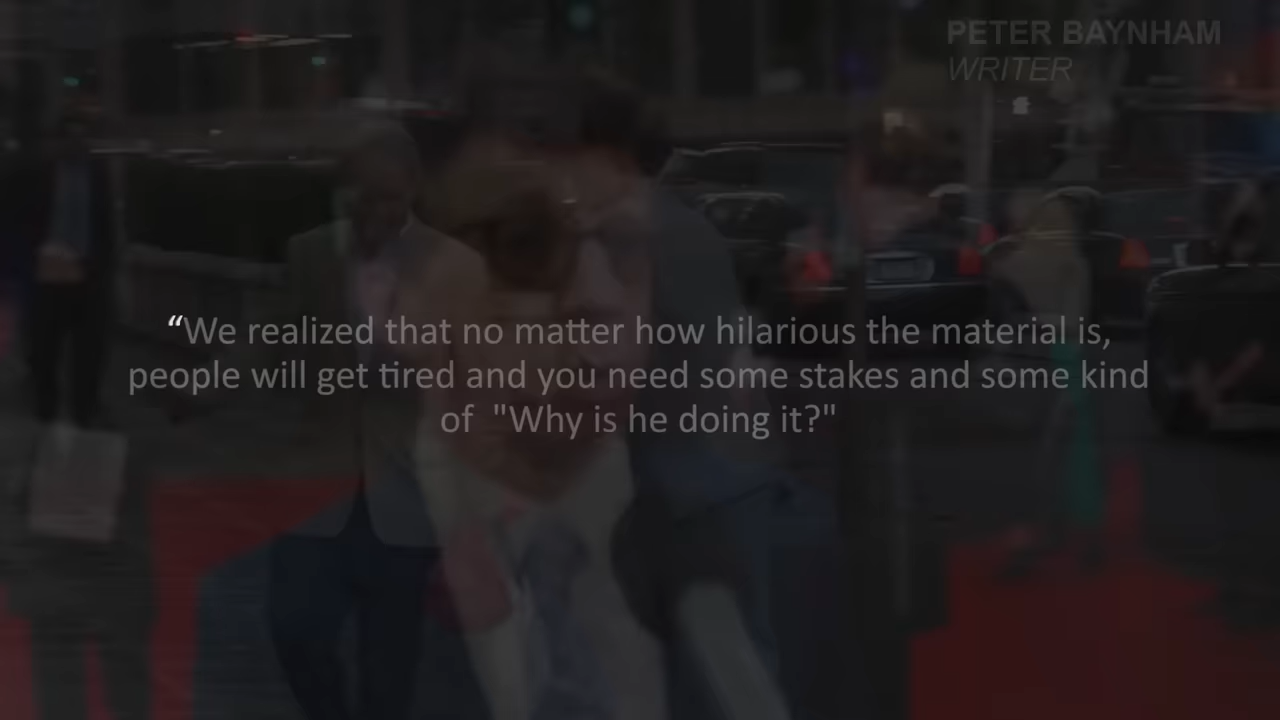 PETER BAYNHAM
WRITER
“We realized that no matter how hilarious the material is,
people will get tired and you need some stakes and some kind
of  "Why is he doing it?"